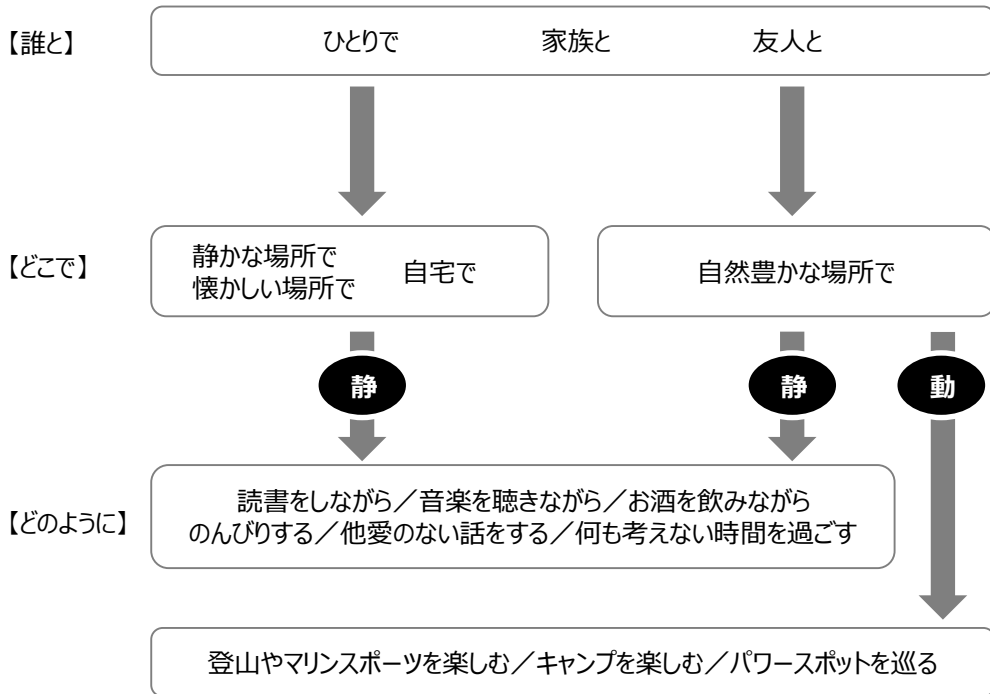 【誰と】
ひとりで 家族と 友人と
【どこで】
静かな場所で
懐かしい場所で
自宅で
自然豊かな場所で
静
静
動
【どのように】
読書をしながら／音楽を聴きながら／お酒を飲みながら
のんびりする／他愛のない話をする／何も考えない時間を過ごす
登山やマリンスポーツを楽しむ／キャンプを楽しむ／パワースポットを巡る